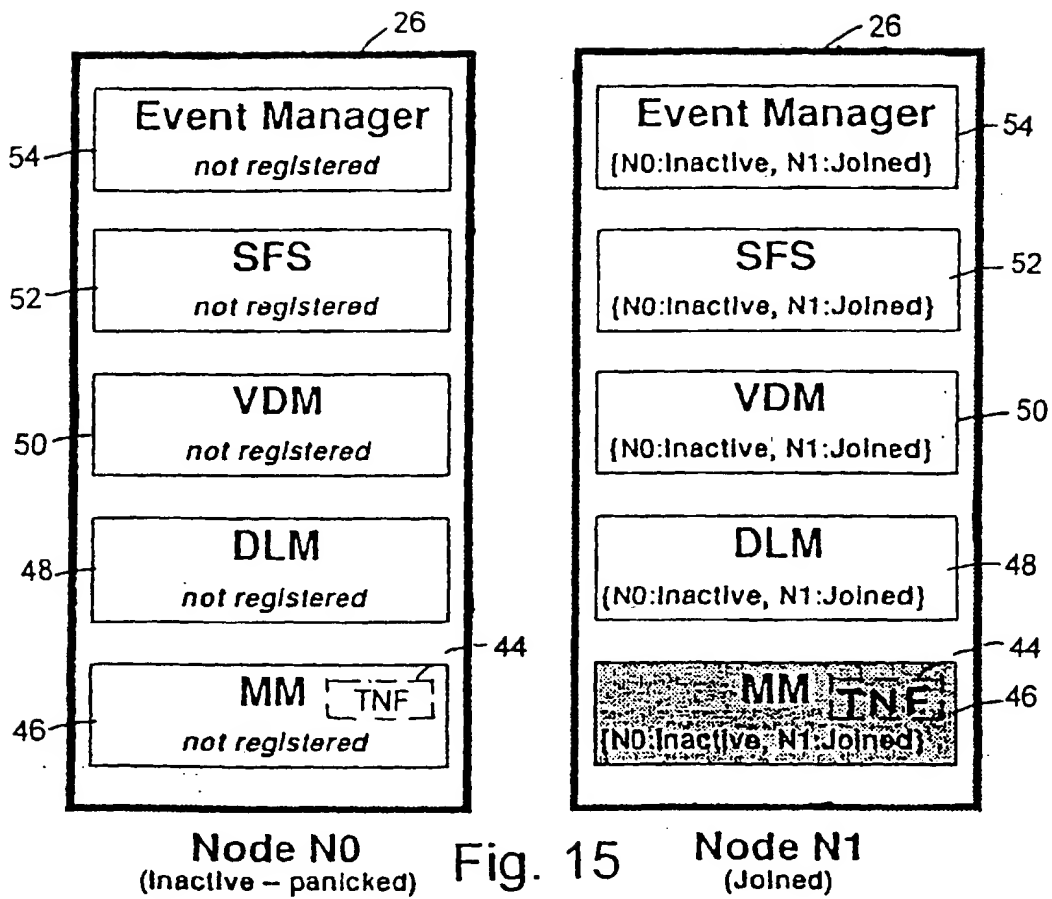 26
Event Manager
not registered
54
SFS
not registered
52
VDM
not registered
50
DLM
not registered
48
44
MM
TNF
not registered
46
Node N0
(Inactive – panicked)
26
Event Manager
{N0:Inactive, N1:Joined}
54
SFS
{N0:Inactive, N1:Joined}
52
VDM
{N0:Inactive, N1:Joined}
50
DLM
{N0:Inactive, N1:Joined}
48
44
MM
TNF
{N0:Inactive, N1:Joined}
46
Node N1
(Joined)
Fig. 15